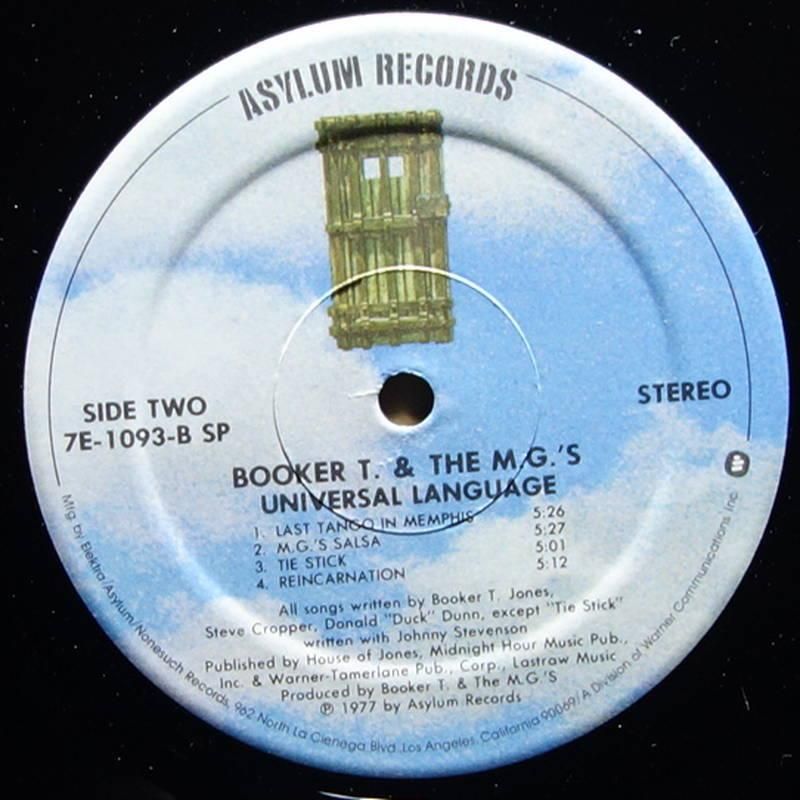 ASYLUM RECORDS
SIDE TWO
7E-1093-B SP
STEREO
BOOKER T. & THE M.G.'S
UNIVERSAL LANGUAGE
1. LAST TANGO IN MEMPHIS 5:26
2. M.G.'S SALSA 5:27
3. TIE STICK 5:01
4. REINCARNATION 5:12
All songs written by Booker T. Jones,
Steve Cropper, Donald "Duck" Dunn, except "Tie Stick"
written with Johnny Stevenson
Published by House of Jones, Midnight Hour Music Pub.,
Inc. & Warner-Tamerlane Pub., Corp., Lastraw Music
Produced by Booker T. & The M.G.'S
℗ 1977 by Asylum Records
Mfg. by Elektra/Asylum/Nonesuch Records, 962 North La Cienega Blvd. Los Angeles, California 90069/A Division of Warner Communications Inc.